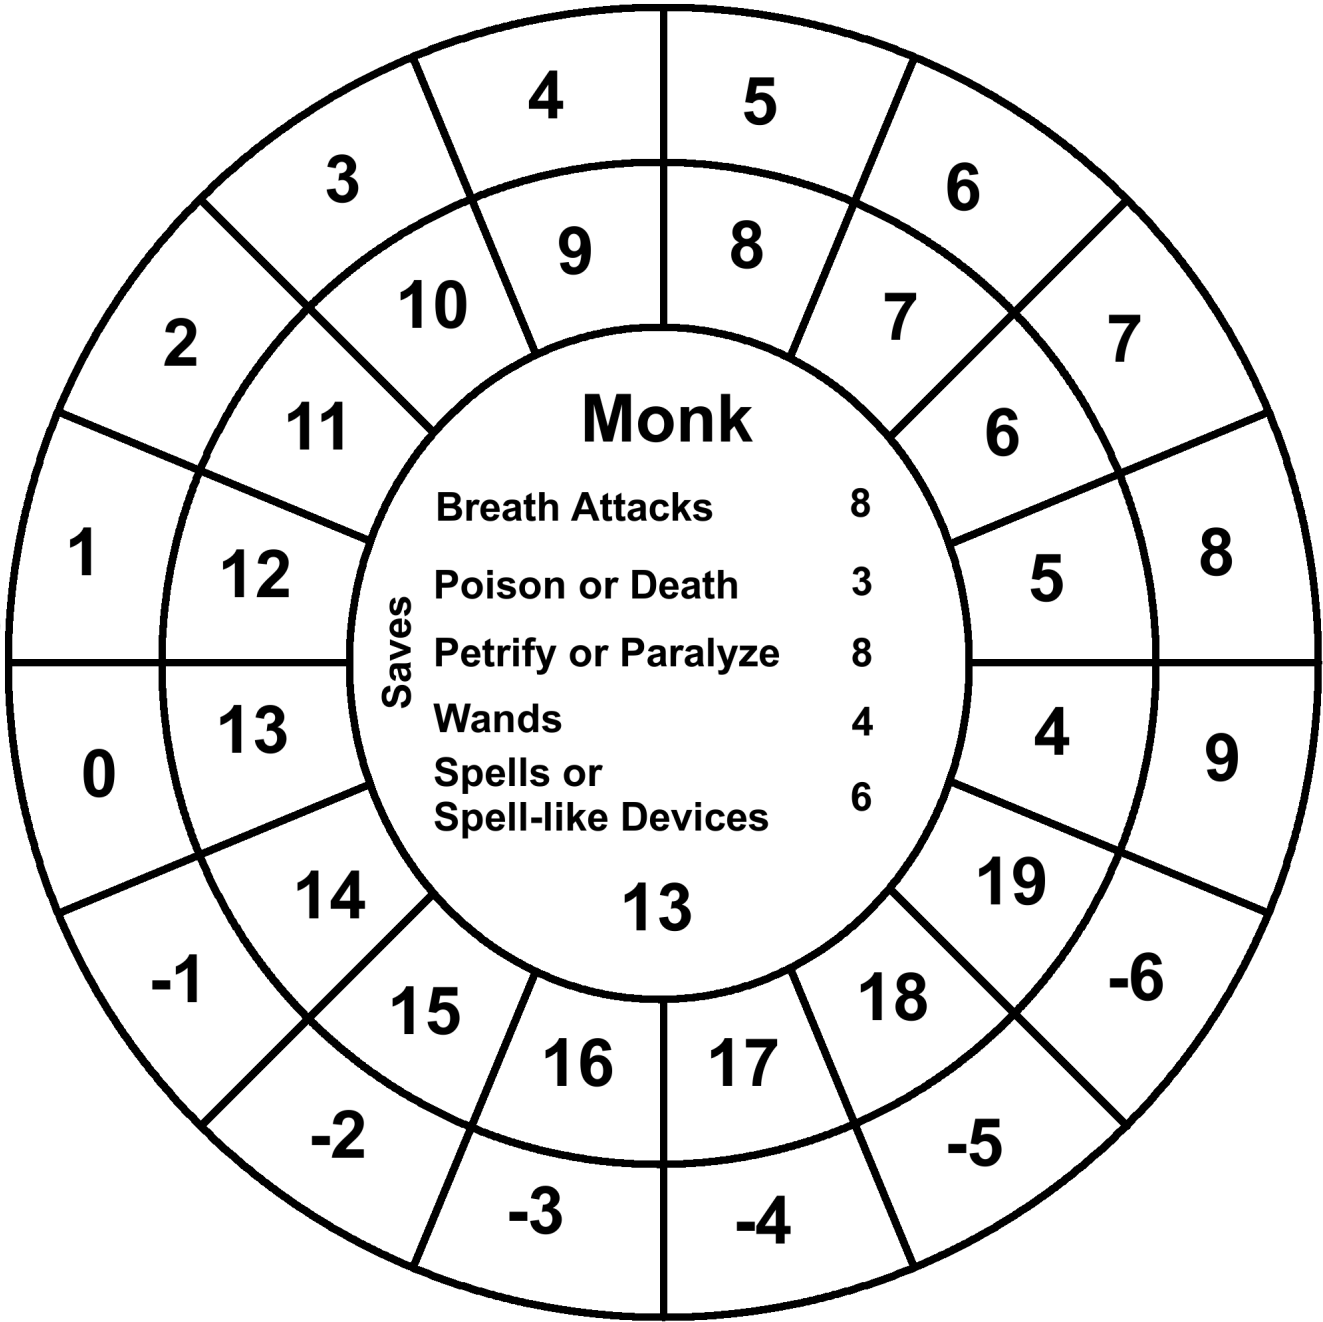 4 5
3 6
9 8
2 10 7 7
11 6
Monk
Breath Attacks 8
1 12 5 8
Poison or Death 3
Saves
Petrify or Paralyze 8
Wands 4
0 13 4 9
Spells or
Spell-like Devices 6
14 13 19
-1 15 18 -6
16 17
-2 -5
-3 -4